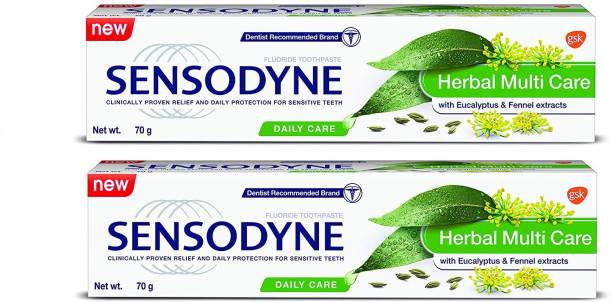 new
Dentist Recommended Brand
gsk
FLUORIDE TOOTHPASTE
SENSODYNE
Herbal Multi Care
CLINICALLY PROVEN RELIEF AND DAILY PROTECTION FOR SENSITIVE TEETH
with Eucalyptus & Fennel extracts
Net wt. 70 g
DAILY CARE
new
Dentist Recommended Brand
gsk
FLUORIDE TOOTHPASTE
SENSODYNE
Herbal Multi Care
CLINICALLY PROVEN RELIEF AND DAILY PROTECTION FOR SENSITIVE TEETH
with Eucalyptus & Fennel extracts
Net wt. 70 g
DAILY CARE